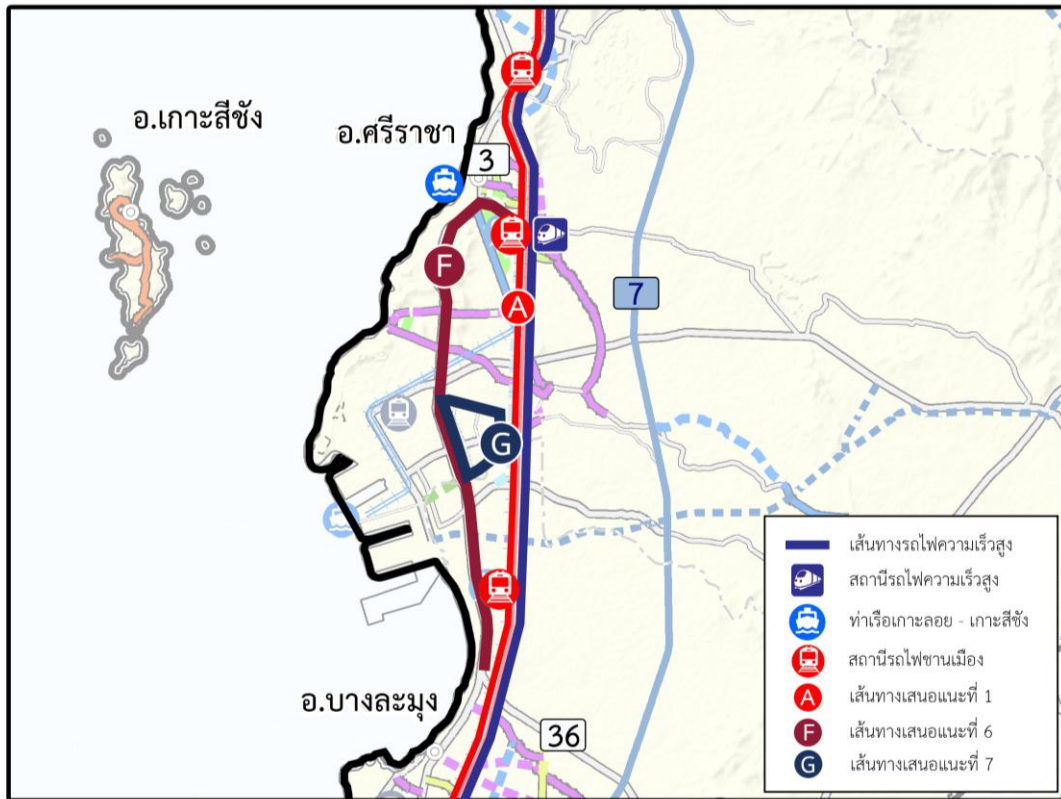 อ.เกาะสีชัง
อ.ศรีราชา
3
F
7
A
G
อ.บางละมุง
36
เส้นทางรถไฟความเร็วสูง
สถานีรถไฟความเร็วสูง
ท่าเรือเกาะลอย - เกาะสีชัง
สถานีรถไฟชานเมือง
A เส้นทางเสนอแนะที่ 1
F เส้นทางเสนอแนะที่ 6
G เส้นทางเสนอแนะที่ 7